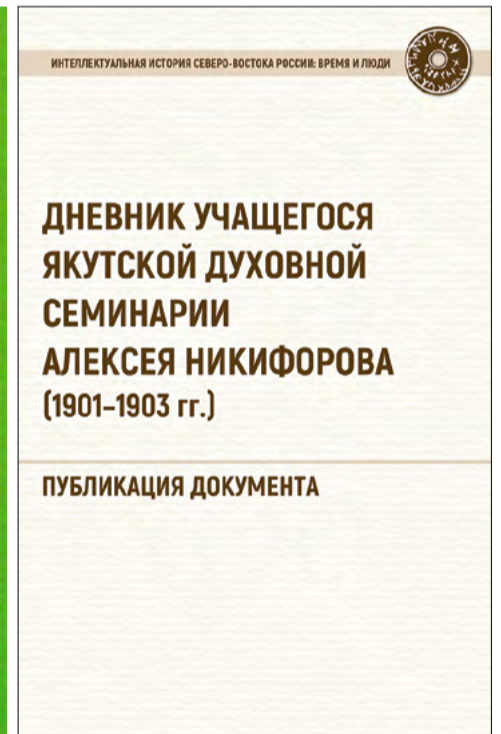 ИНТЕЛЛЕКТУАЛЬНАЯ ИСТОРИЯ СЕВЕРО-ВОСТОКА РОССИИ: ВРЕМЯ И ЛЮДИ
ДНЕВНИК УЧАЩЕГОСЯ
ЯКУТСКОЙ ДУХОВНОЙ
СЕМИНАРИИ
АЛЕКСЕЯ НИКИФОРОВА
(1901–1903 гг.)
ПУБЛИКАЦИЯ ДОКУМЕНТА